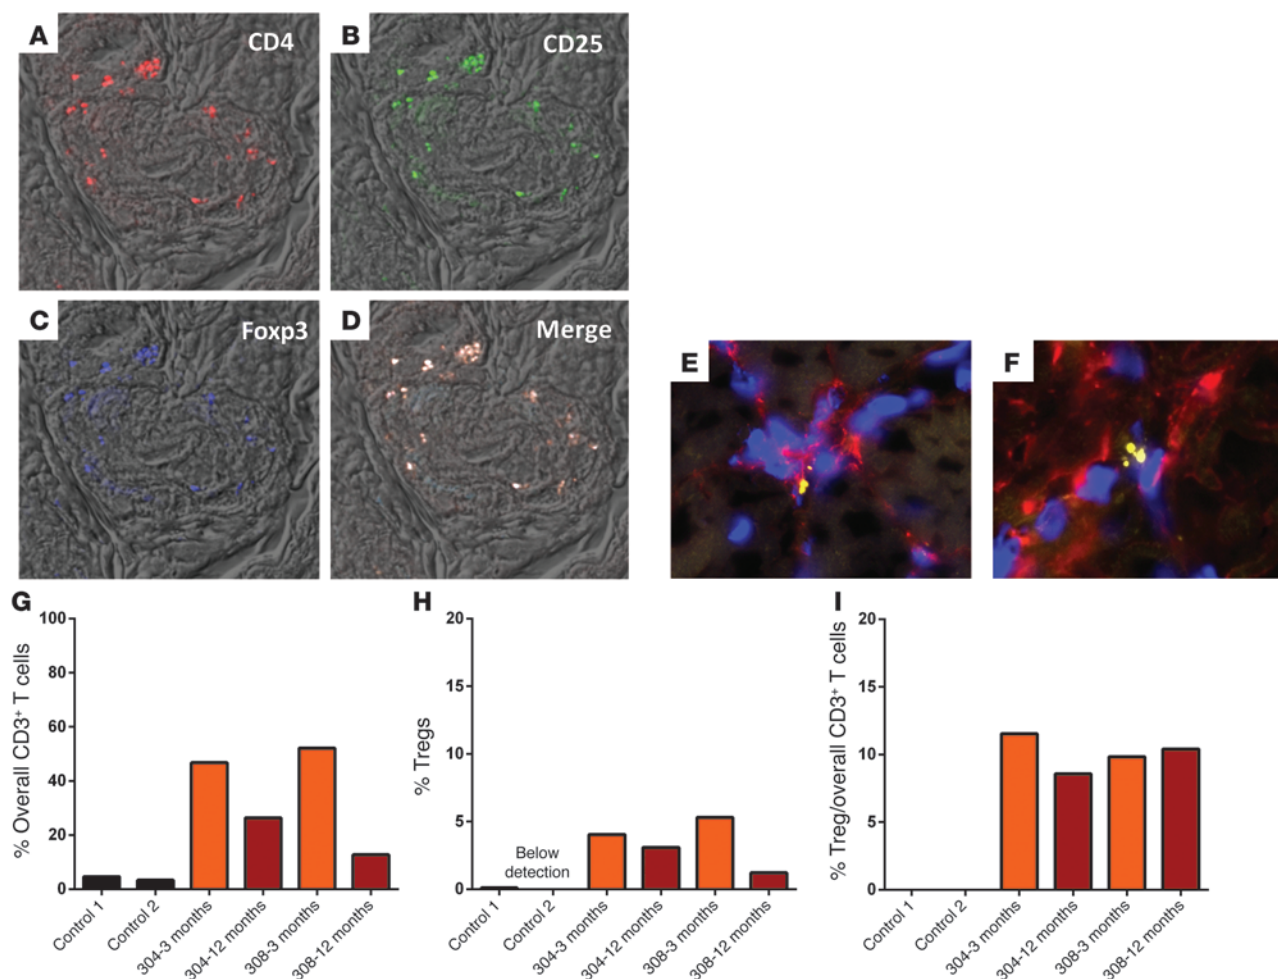 A
CD4
B
CD25
C
Foxp3
D
Merge
E
F
G
% Overall CD3⁺ T cells
100
80
60
40
20
0
Control 1
Control 2
304-3 months
304-12 months
308-3 months
308-12 months
H
% Tregs
20
15
10
5
0
Below
detection
Control 1
Control 2
304-3 months
304-12 months
308-3 months
308-12 months
I
% Treg/overall CD3⁺ T cells
20
15
10
5
0
Control 1
Control 2
304-3 months
304-12 months
308-3 months
308-12 months